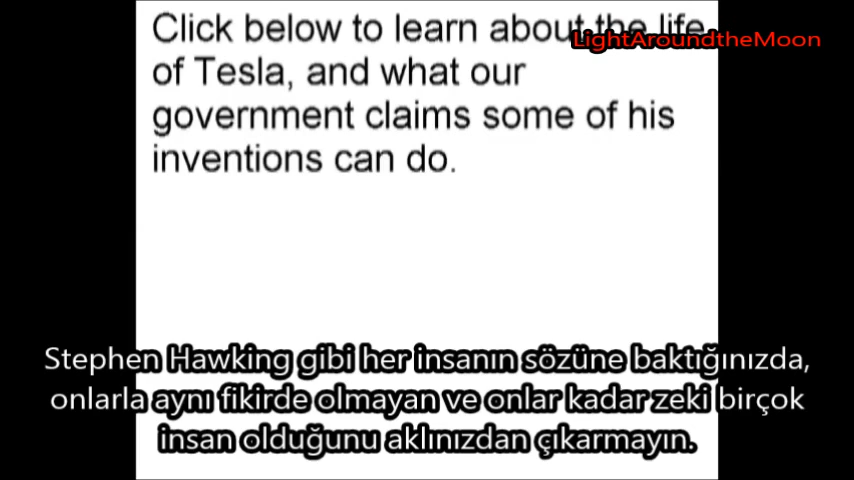 Click below to learn about the life
LightAroundtheMoon
of Tesla, and what our
government claims some of his
inventions can do.
Stephen Hawking gibi her insanın sözüne baktığınızda,
onlarla aynı fikirde olmayan ve onlar kadar zeki birçok
insan olduğunu aklınızdan çıkarmayın.